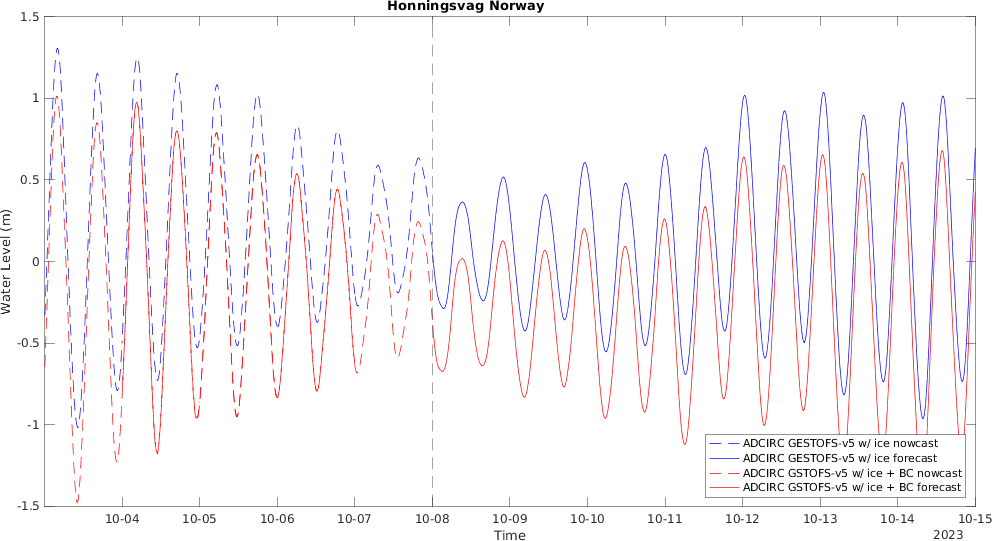 Honningsvag Norway
1.5
1
0.5
0
-0.5
-1
-1.5
Water Level (m)
10-04 10-05 10-06 10-07 10-08 10-09 10-10 10-11 10-12 10-13 10-14 10-15
Time
2023
ADCIRC GESTOFS-v5 w/ ice nowcast
ADCIRC GESTOFS-v5 w/ ice forecast
ADCIRC GSTOFS-v5 w/ ice + BC nowcast
ADCIRC GSTOFS-v5 w/ ice + BC forecast